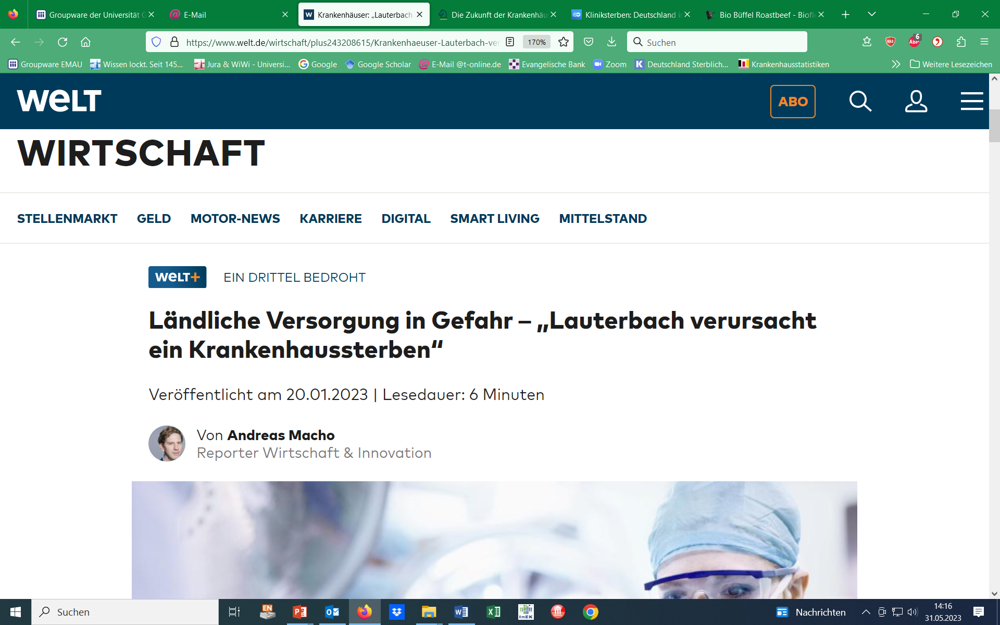 Groupware der Universität G
E-Mail
Krankenhäuser: „Lauterbach
Die Zukunft der Krankenhäu
Kliniksterben: Deutschland i
Bio Büffel Roastbeef - Biofl
https://www.welt.de/wirtschaft/plus243208615/Krankenhaeuser-Lauterbach-ver
170%
Suchen
WAB
ABP
6
Groupware EMAU
Wissen lockt. Seit 145...
Jura & WiWi - Universi...
Google
Google Scholar
E-Mail @t-online.de
Evangelische Bank
Zoom
Deutschland Sterblich...
Krankenhausstatistiken
Weitere Lesezeichen
WELT
ABO
WIRTSCHAFT
STELLENMARKT GELD MOTOR-NEWS KARRIERE DIGITAL SMART LIVING MITTELSTAND
WELT+ EIN DRITTEL BEDROHT
Ländliche Versorgung in Gefahr – „Lauterbach verursacht
ein Krankenhaussterben“
Veröffentlicht am 20.01.2023 | Lesedauer: 6 Minuten
Von Andreas Macho
Reporter Wirtschaft & Innovation
Suchen
EN
InEK
Nachrichten
14:16
31.05.2023